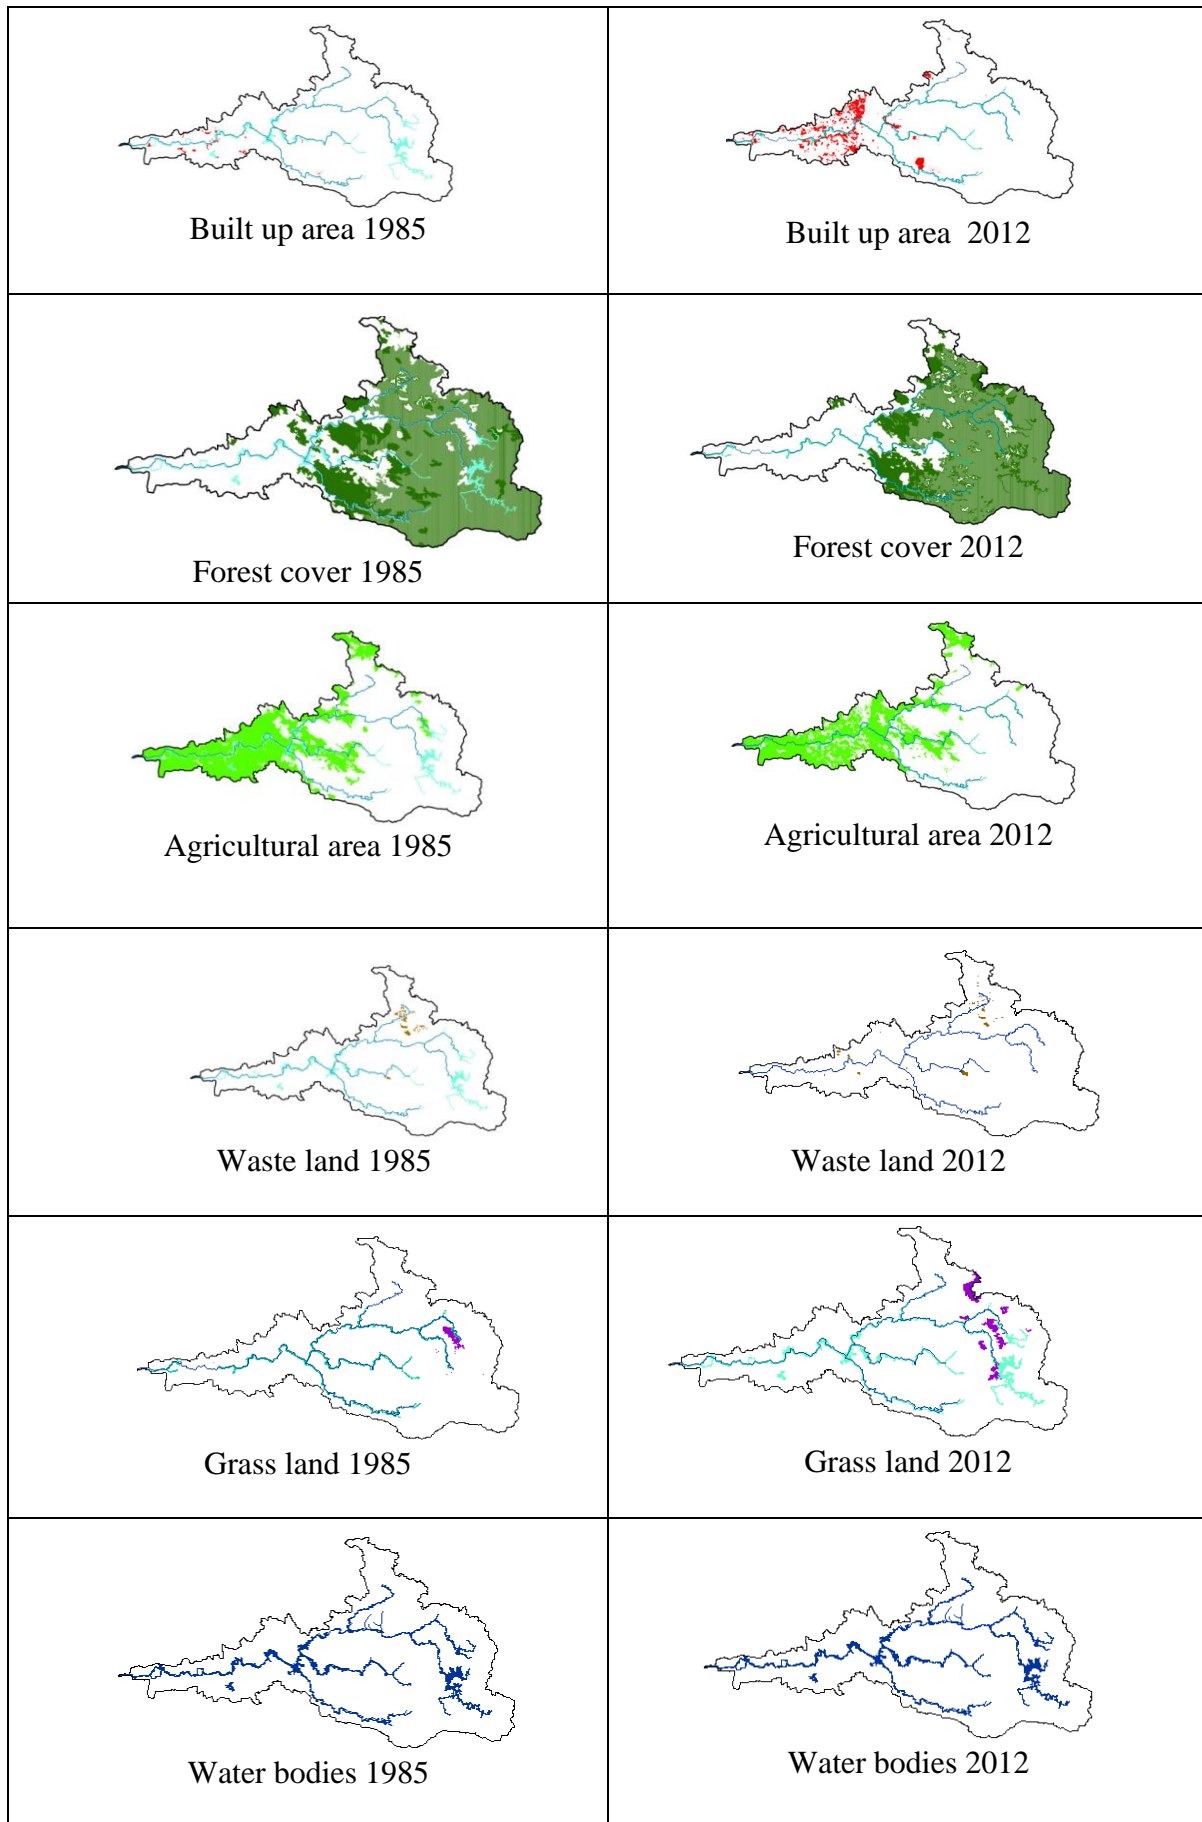 Built up area 1985
Built up area 2012
Forest cover 1985
Forest cover 2012
Agricultural area 1985
Agricultural area 2012
Waste land 1985
Waste land 2012
Grass land 1985
Grass land 2012
Water bodies 1985
Water bodies 2012